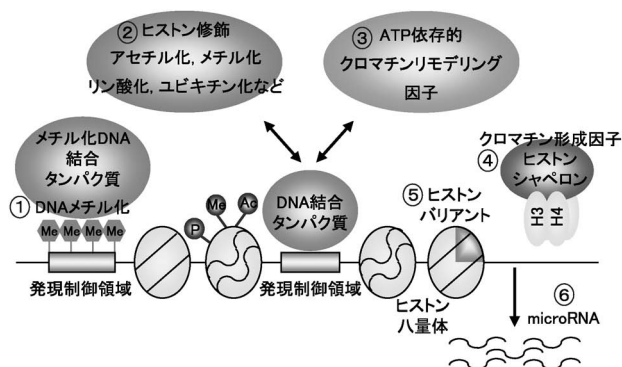 ② ヒストン修飾
アセチル化, メチル化
リン酸化, ユビキチン化など
③ ATP依存的
クロマチンリモデリング
因子
メチル化DNA
結合
タンパク質
① DNAメチル化
Me Me Me Me
発現制御領域
P
Me
Ac
DNA結合
タンパク質
発現制御領域
ヒストン
八量体
⑤ ヒストン
バリアント
クロマチン形成因子
④ ヒストン
シャペロン
H3 H4
⑥
microRNA